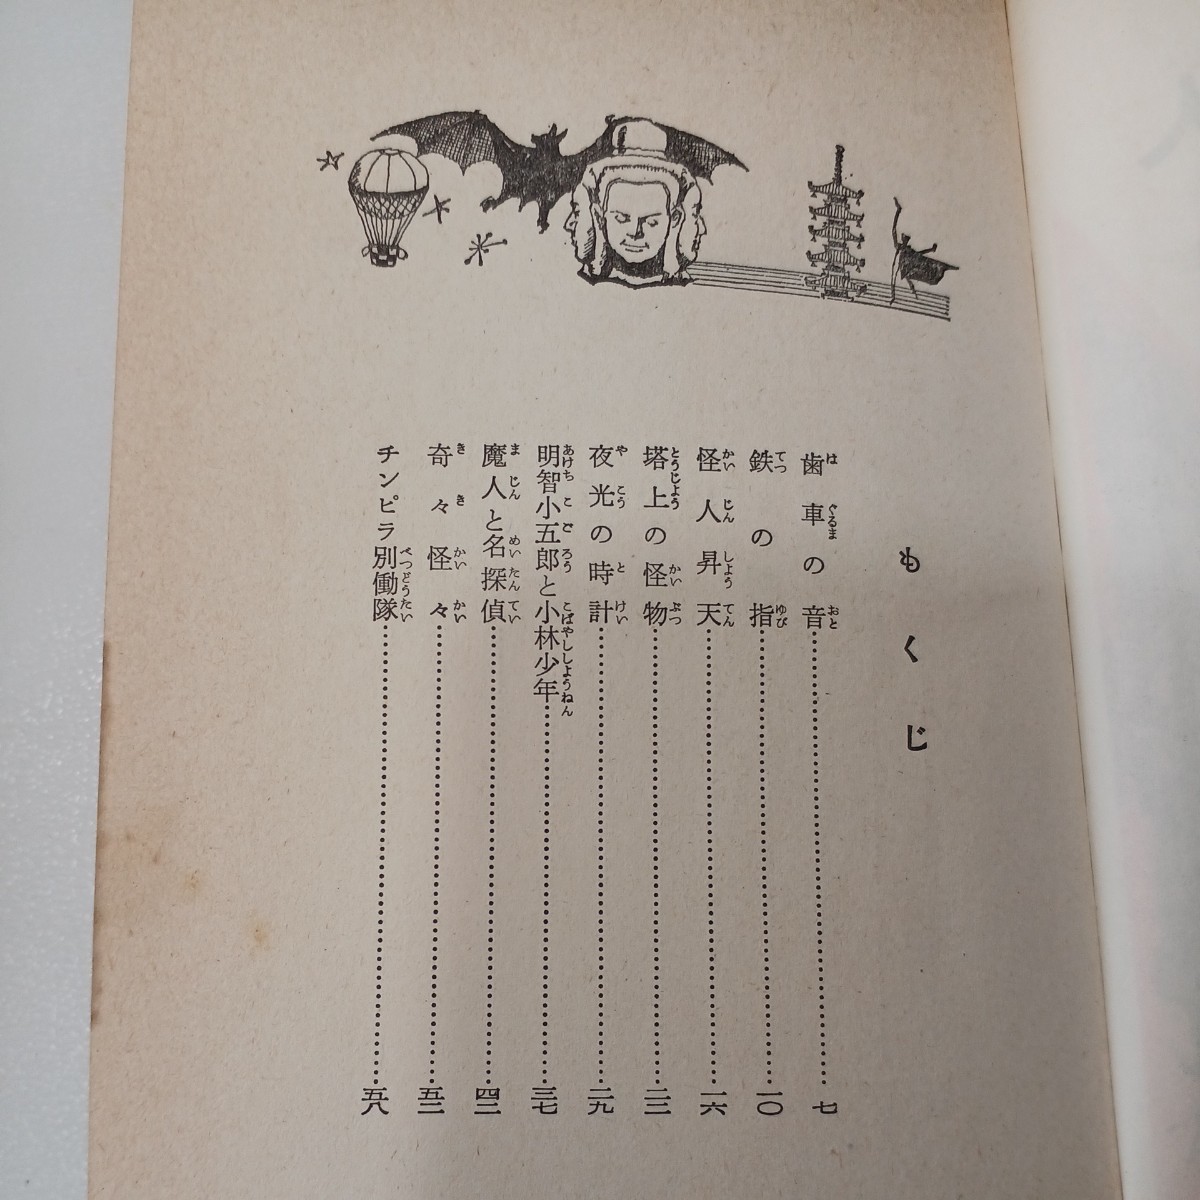 もくじ
歯車の音……七
鉄の指……一〇
怪人昇天……一六
塔上の怪物……二三
夜光の時計……二九
明智小五郎と小林少年……三七
魔人と名探偵……四三
奇々怪々……五二
チンピラ別働隊……五八